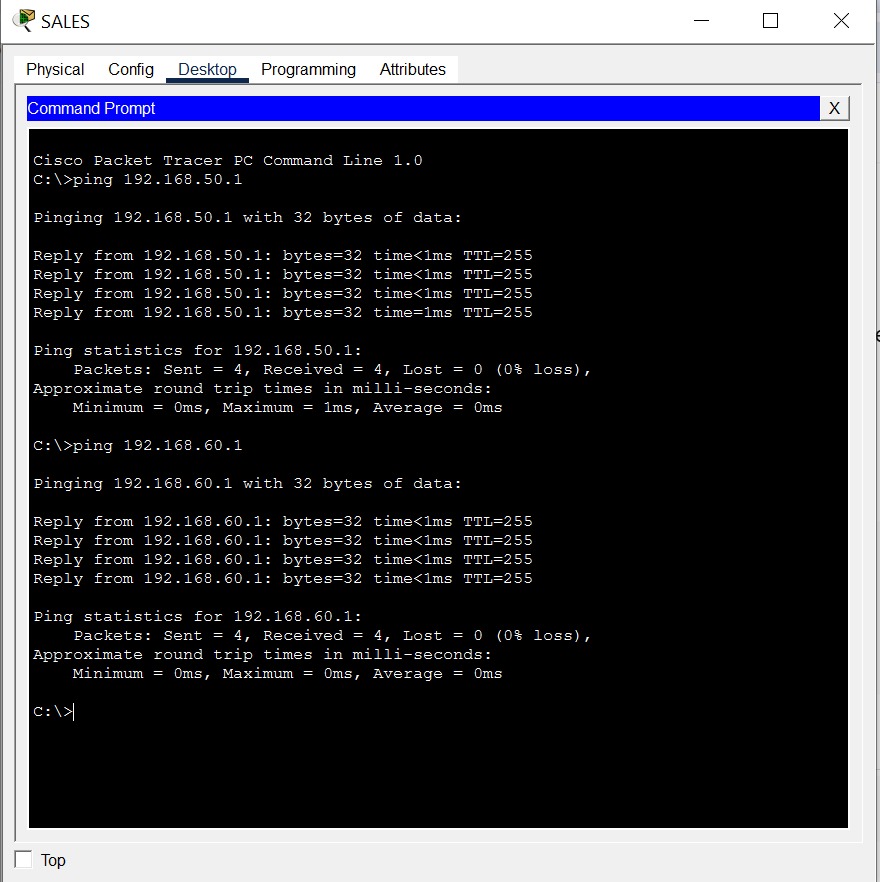 SALES
Physical Config Desktop Programming Attributes
Command Prompt X
Cisco Packet Tracer PC Command Line 1.0
C:\>ping 192.168.50.1
Pinging 192.168.50.1 with 32 bytes of data:
Reply from 192.168.50.1: bytes=32 time<1ms TTL=255
Reply from 192.168.50.1: bytes=32 time<1ms TTL=255
Reply from 192.168.50.1: bytes=32 time<1ms TTL=255
Reply from 192.168.50.1: bytes=32 time=1ms TTL=255
Ping statistics for 192.168.50.1:
    Packets: Sent = 4, Received = 4, Lost = 0 (0% loss),
Approximate round trip times in milli-seconds:
    Minimum = 0ms, Maximum = 1ms, Average = 0ms
C:\>ping 192.168.60.1
Pinging 192.168.60.1 with 32 bytes of data:
Reply from 192.168.60.1: bytes=32 time<1ms TTL=255
Reply from 192.168.60.1: bytes=32 time<1ms TTL=255
Reply from 192.168.60.1: bytes=32 time<1ms TTL=255
Reply from 192.168.60.1: bytes=32 time<1ms TTL=255
Ping statistics for 192.168.60.1:
    Packets: Sent = 4, Received = 4, Lost = 0 (0% loss),
Approximate round trip times in milli-seconds:
    Minimum = 0ms, Maximum = 0ms, Average = 0ms
C:\>
Top